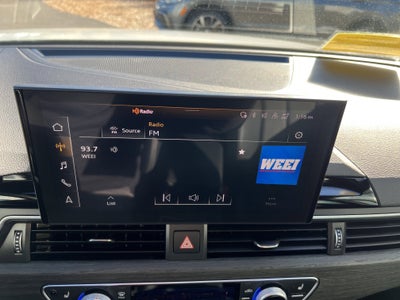 Radio
Source
Radio
FM
93.7
WEEI
WEEI
List